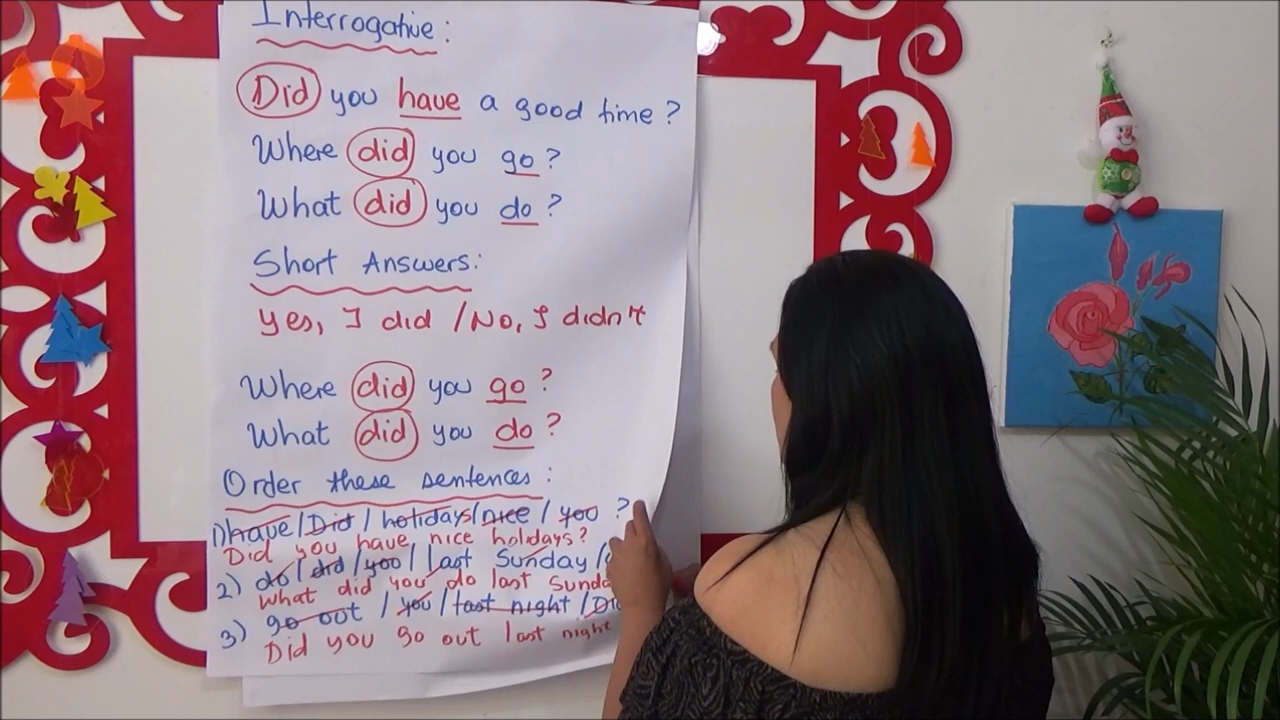 Interrogative:
Did you have a good time?
Where did you go?
What did you do?
Short Answers:
Yes, I did / No, I didn't
Where did you go?
What did you do?
Order these sentences:
1) have / Did / holidays / nice / you ?
Did you have nice holidays?
2) do / did / you / last Sunday /
What did you do last
3) go out / you / last night /
Did you go out last night